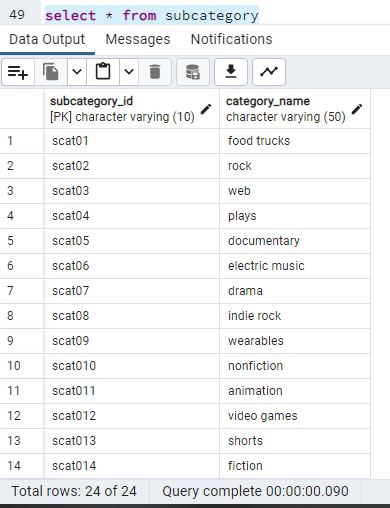 49 select * from subcategory
Data Output Messages Notifications
subcategory_id category_name
[PK] character varying (10) character varying (50)
1 scat01 food trucks
2 scat02 rock
3 scat03 web
4 scat04 plays
5 scat05 documentary
6 scat06 electric music
7 scat07 drama
8 scat08 indie rock
9 scat09 wearables
10 scat010 nonfiction
11 scat011 animation
12 scat012 video games
13 scat013 shorts
14 scat014 fiction
Total rows: 24 of 24 Query complete 00:00:00.090